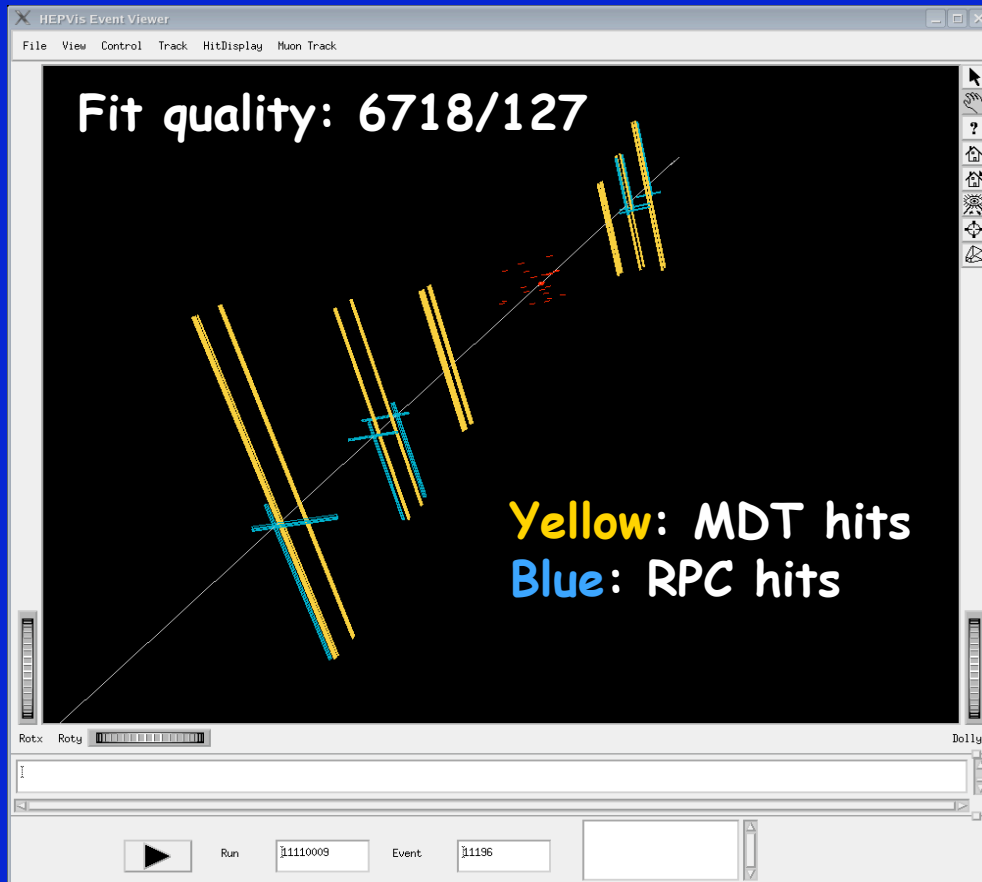 HEPVis Event Viewer
File View Control Track HitDisplay Muon Track
Fit quality: 6718/127
?
Yellow: MDT hits
Blue: RPC hits
Rotx Roty Dolly
Run 11110009 Event 11196